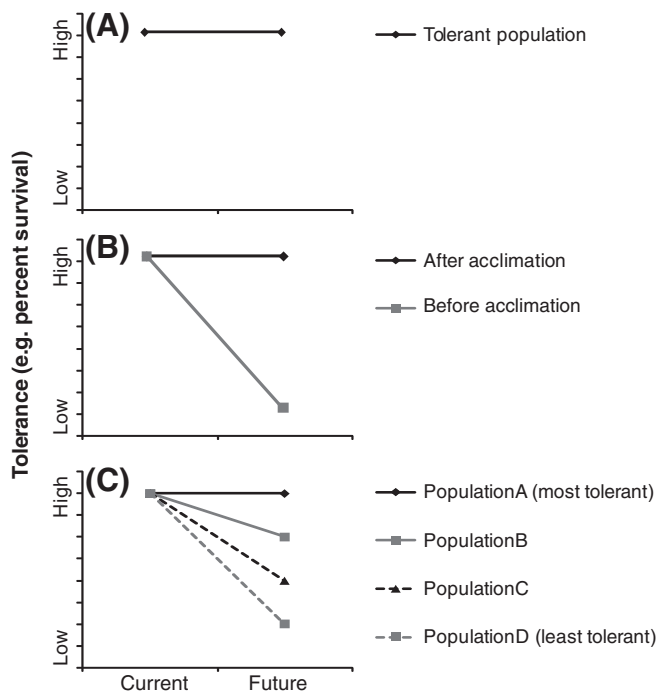 Tolerance (e.g. percent survival)
(A)
High
Low
Tolerant population
(B)
High
Low
After acclimation
Before acclimation
(C)
High
Low
PopulationA (most tolerant)
PopulationB
PopulationC
PopulationD (least tolerant)
Current Future